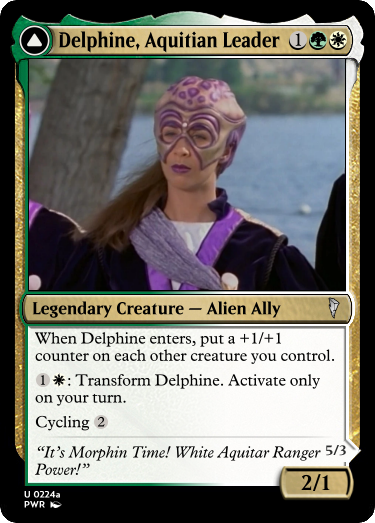 Delphine, Aquitian Leader 1
Legendary Creature — Alien Ally
When Delphine enters, put a +1/+1
counter on each other creature you control.
1 : Transform Delphine. Activate only
on your turn.
Cycling 2
“It’s Morphin Time! White Aquitar Ranger
Power!”
5/3
2/1
U 0224a
PWR